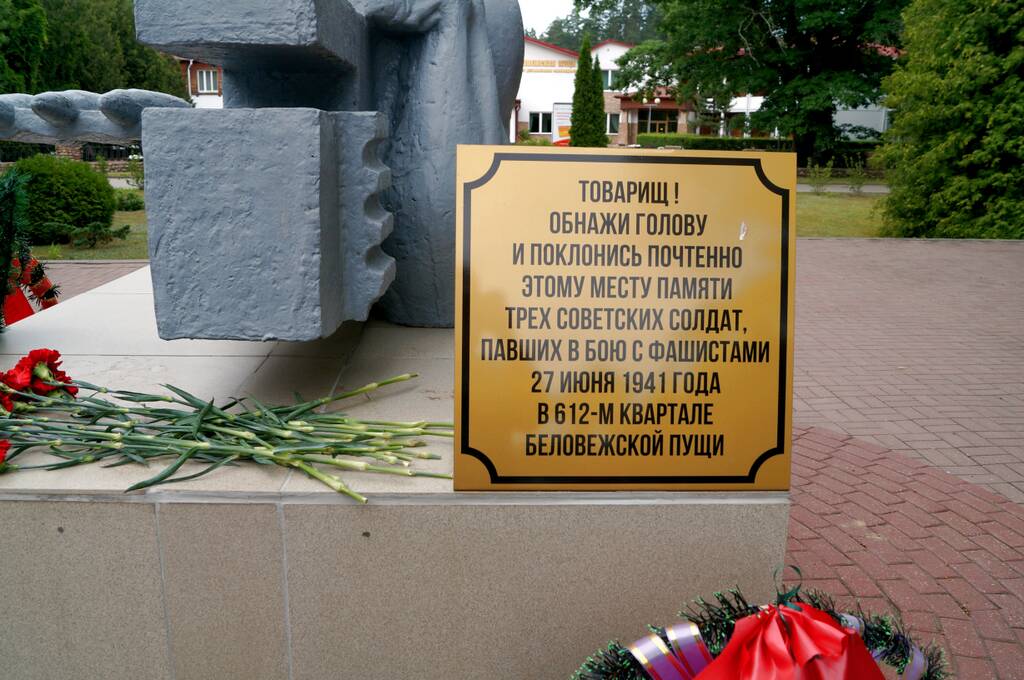 ТОВАРИЩ !
ОБНАЖИ ГОЛОВУ
И ПОКЛОНИСЬ ПОЧТЕННО
ЭТОМУ МЕСТУ ПАМЯТИ
ТРЕХ СОВЕТСКИХ СОЛДАТ,
ПАВШИХ В БОЮ С ФАШИСТАМИ
27 ИЮНЯ 1941 ГОДА
В 612-М КВАРТАЛЕ
БЕЛОВЕЖСКОЙ ПУЩИ